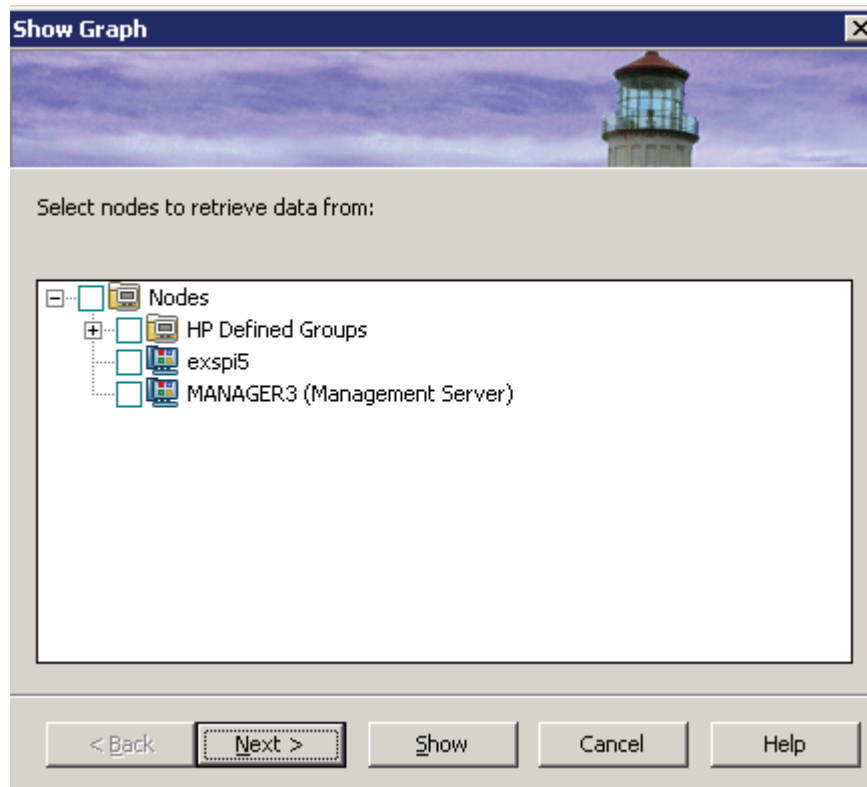 Show Graph
Select nodes to retrieve data from:
Nodes
HP Defined Groups
exspi5
MANAGER3 (Management Server)
< Back Next > Show Cancel Help